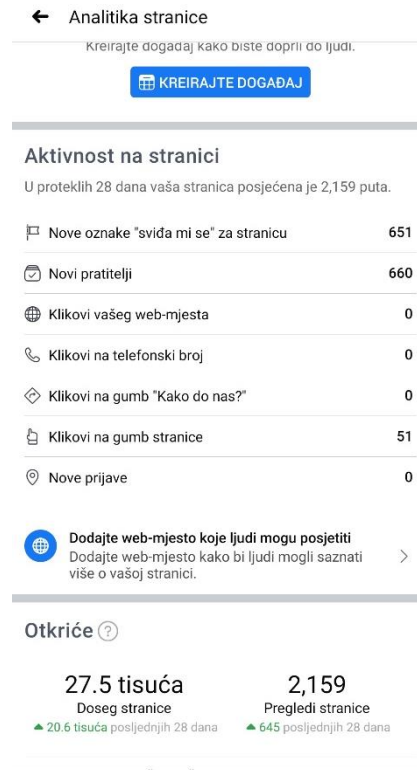 Analitika stranice
Kreirajte događaj kako biste doprli do ljudi.
KREIRAJTE DOGAĐAJ
Aktivnost na stranici
U proteklih 28 dana vaša stranica posjećena je 2,159 puta.
Nove oznake "sviđa mi se" za stranicu 651
Novi pratitelji 660
Klikovi vašeg web-mjesta 0
Klikovi na telefonski broj 0
Klikovi na gumb "Kako do nas?" 0
Klikovi na gumb stranice 51
Nove prijave 0
Dodajte web-mjesto koje ljudi mogu posjetiti
Dodajte web-mjesto kako bi ljudi mogli saznati
više o vašoj stranici.
Otkriće ?
27.5 tisuća 2,159
Doseg stranice Pregledi stranice
20.6 tisuća posljednjih 28 dana 645 posljednjih 28 dana